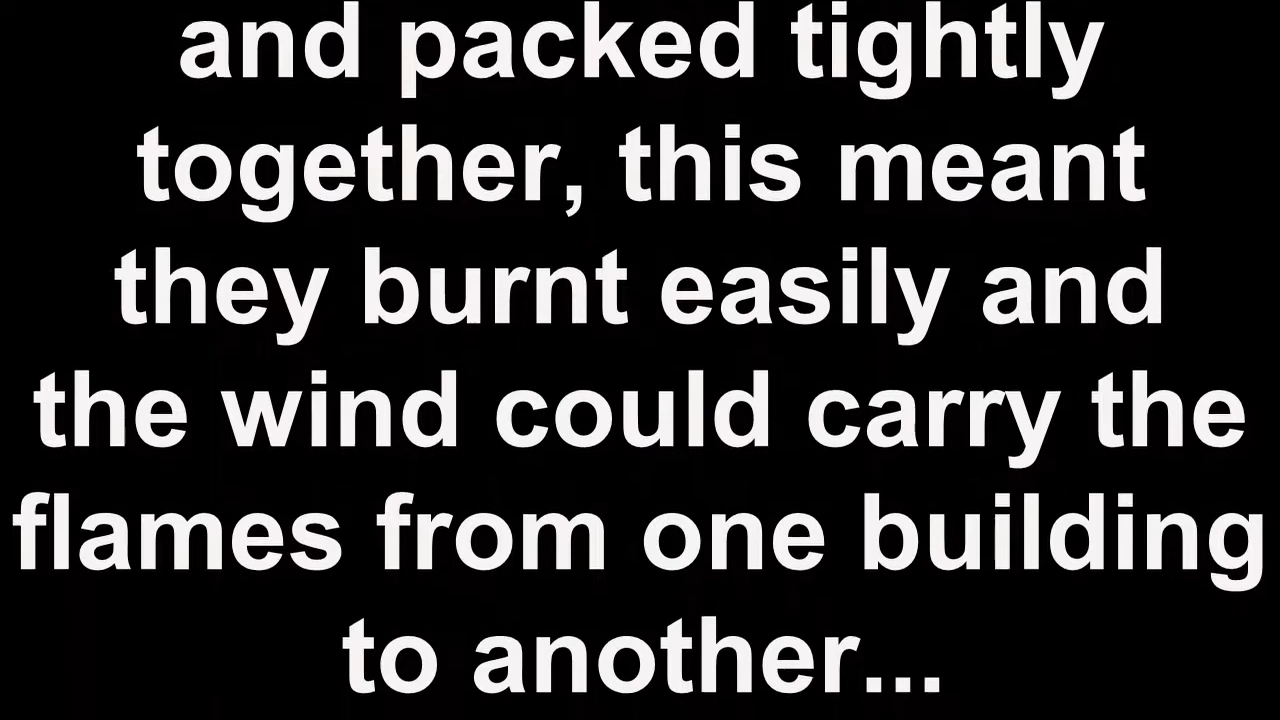 and packed tightly
together, this meant
they burnt easily and
the wind could carry the
flames from one building
to another...